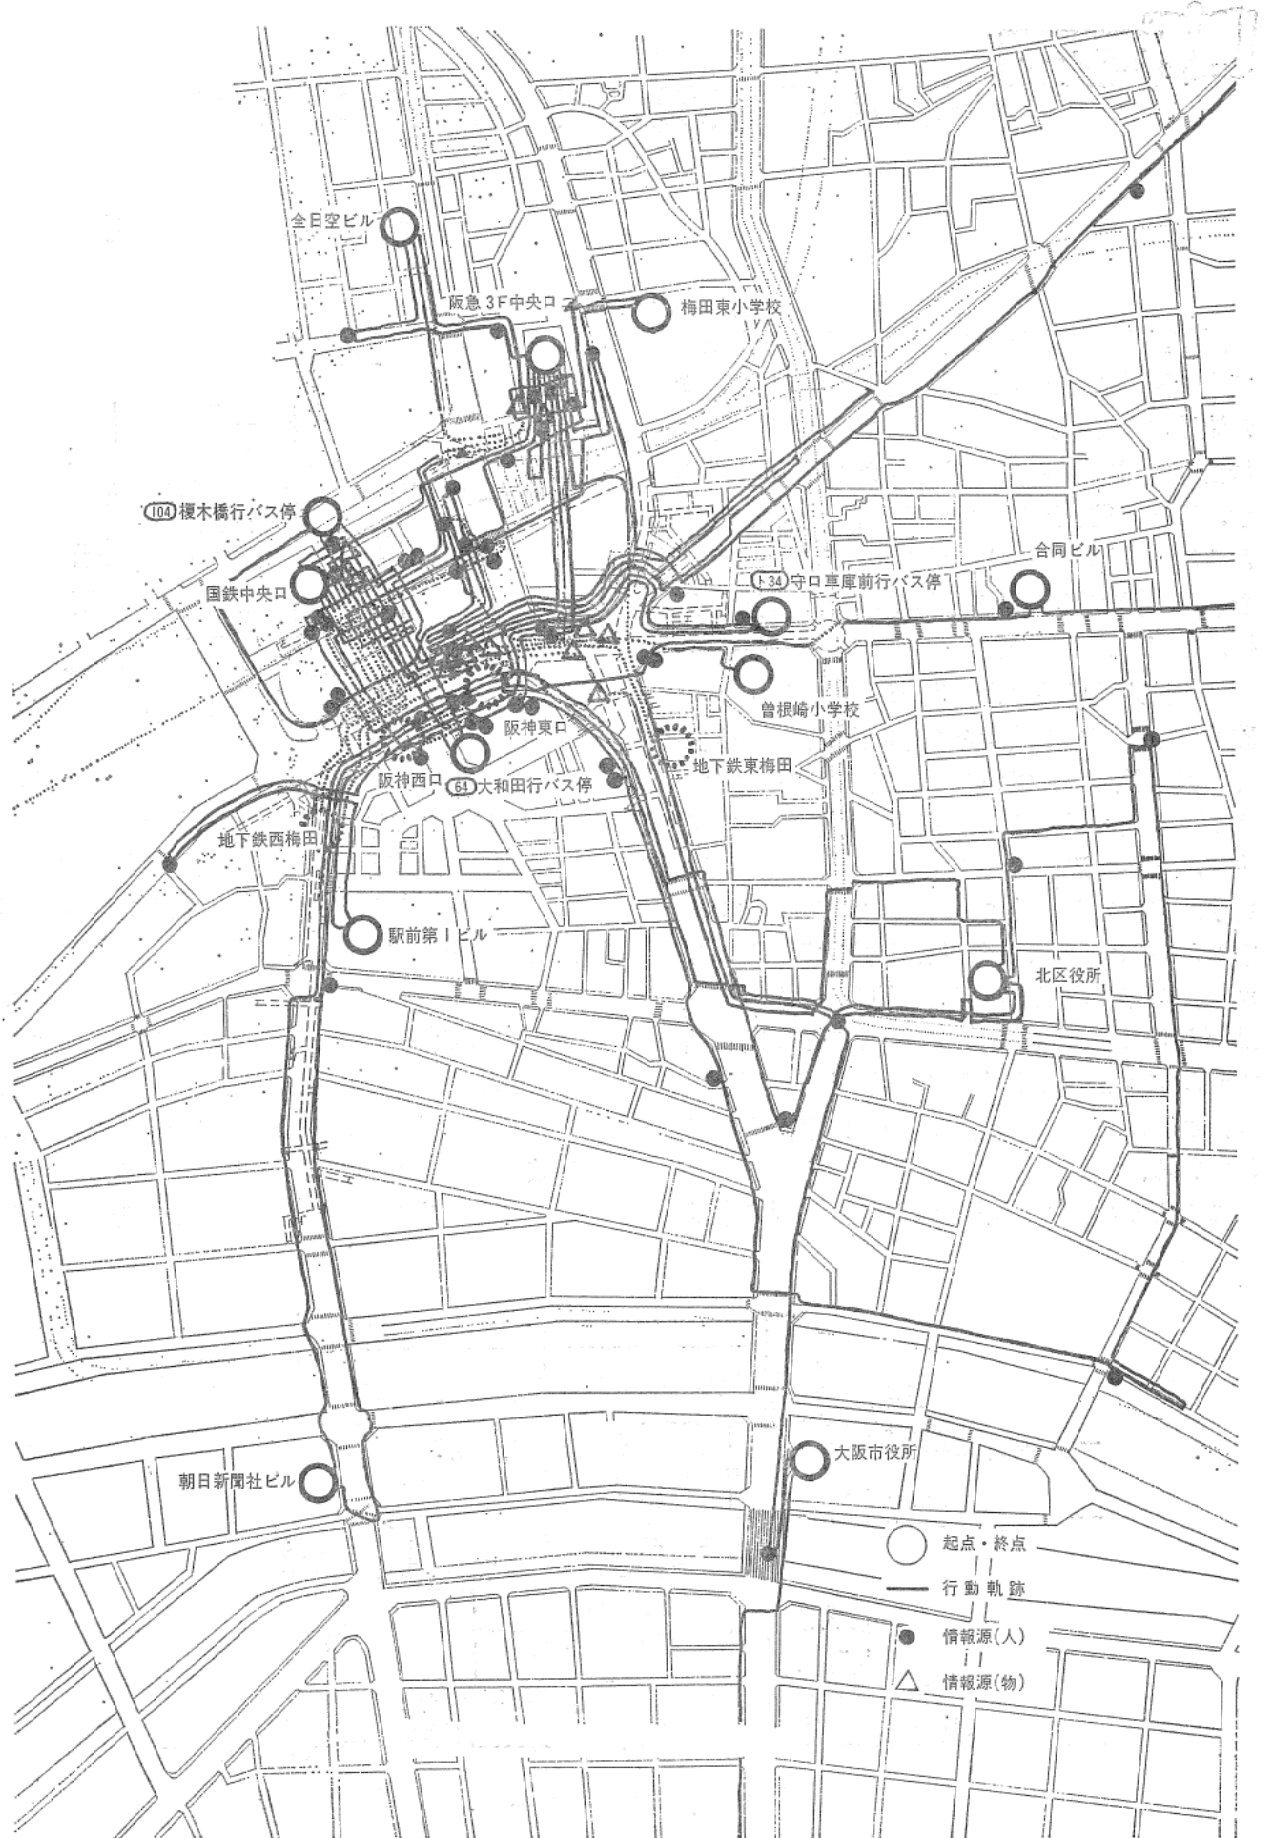 全日空ビル
阪急3F中央口
梅田東小学校
104 榎木橋行バス停
国鉄中央口
合同ビル
ト34 守口車庫前行バス停
曽根崎小学校
阪神東口
地下鉄東梅田
阪神西口
64 大和田行バス停
地下鉄西梅田
駅前第1ビル
北区役所
朝日新聞社ビル
大阪市役所
起点・終点
行動軌跡
情報源(人)
情報源(物)